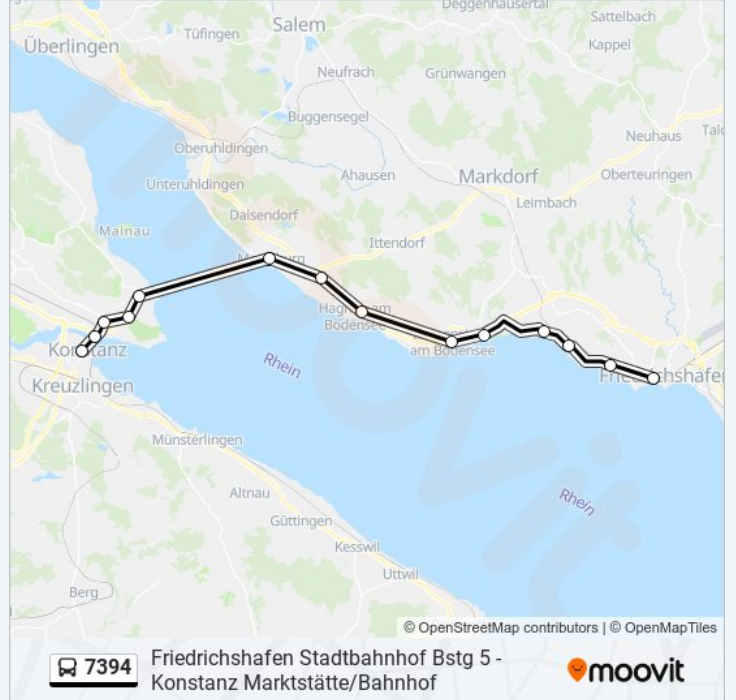 Deggenhausertal
Sattelbach
Salem
Tüfingen
Überlingen
Kappel
Neufrach
Grünwangen
Buggensegel
Neuhaus
Oberuhldingen
Ahausen
Markdorf
Oberteuringen
Unteruhldingen
Leimbach
Daisendorf
Mainau
Ittendorf
Bodensee
Konstanz
am Bodensee
Rhein
Kreuzlingen
Friedrichshafen
Münsterlingen
Altnau
Rhein
Güttingen
Kesswil
Uttwil
Berg
© OpenStreetMap contributors | © OpenMapTiles
7394
Friedrichshafen Stadtbahnhof Bstg 5 -
Konstanz Marktstätte/Bahnhof
moovit